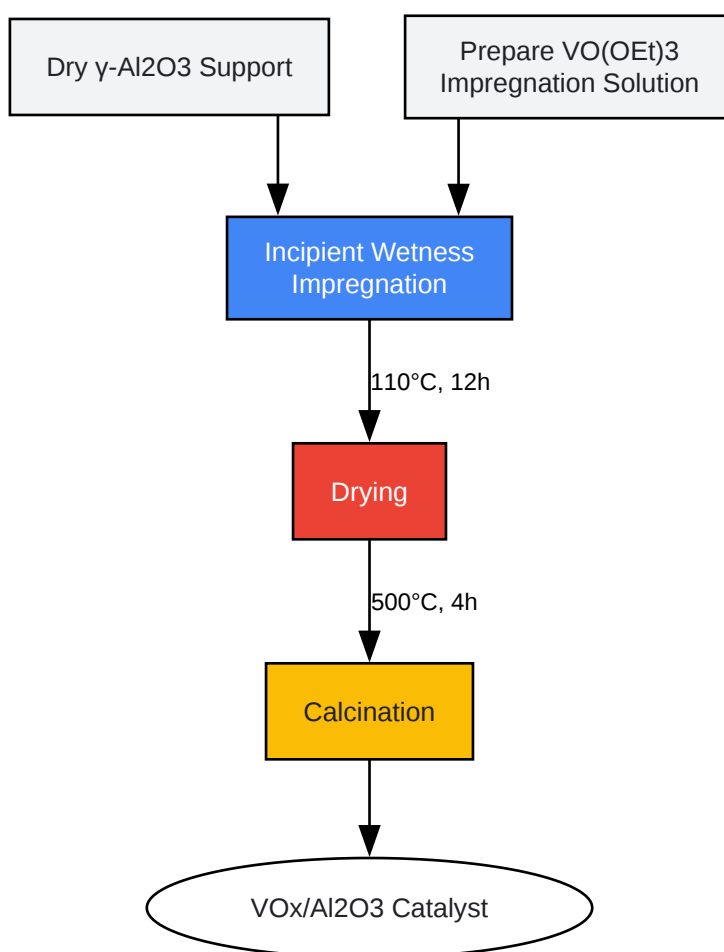 Dry γ-Al2O3 Support
Prepare VO(OEt)3
Impregnation Solution
Incipient Wetness
Impregnation
110°C, 12h
Drying
500°C, 4h
Calcination
VOx/Al2O3 Catalyst